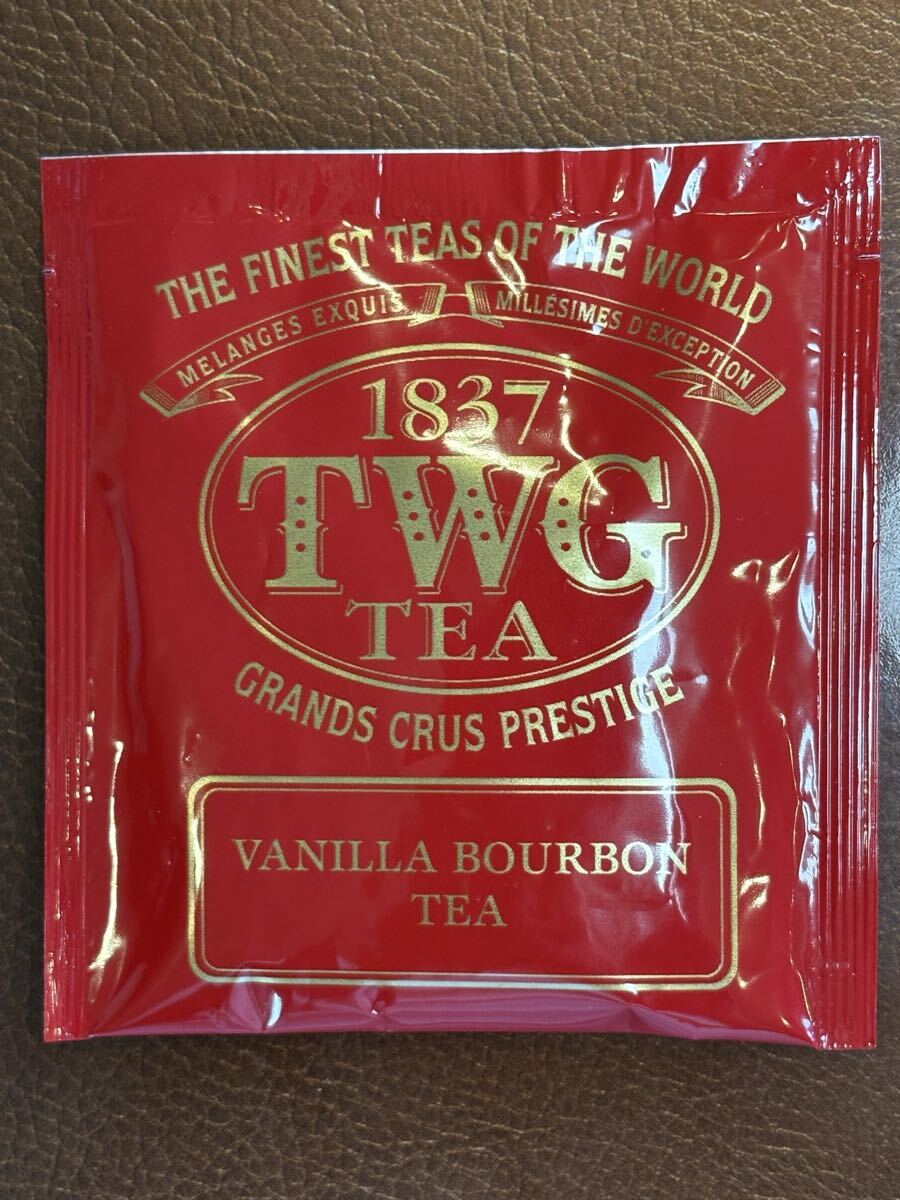 THE FINEST TEAS OF THE WORLD
MELANGES EXQUIS MILLÉSIMES D'EXCEPTION
1837
TWG
TEA
GRANDS CRUS PRESTIGE
VANILLA BOURBON
TEA